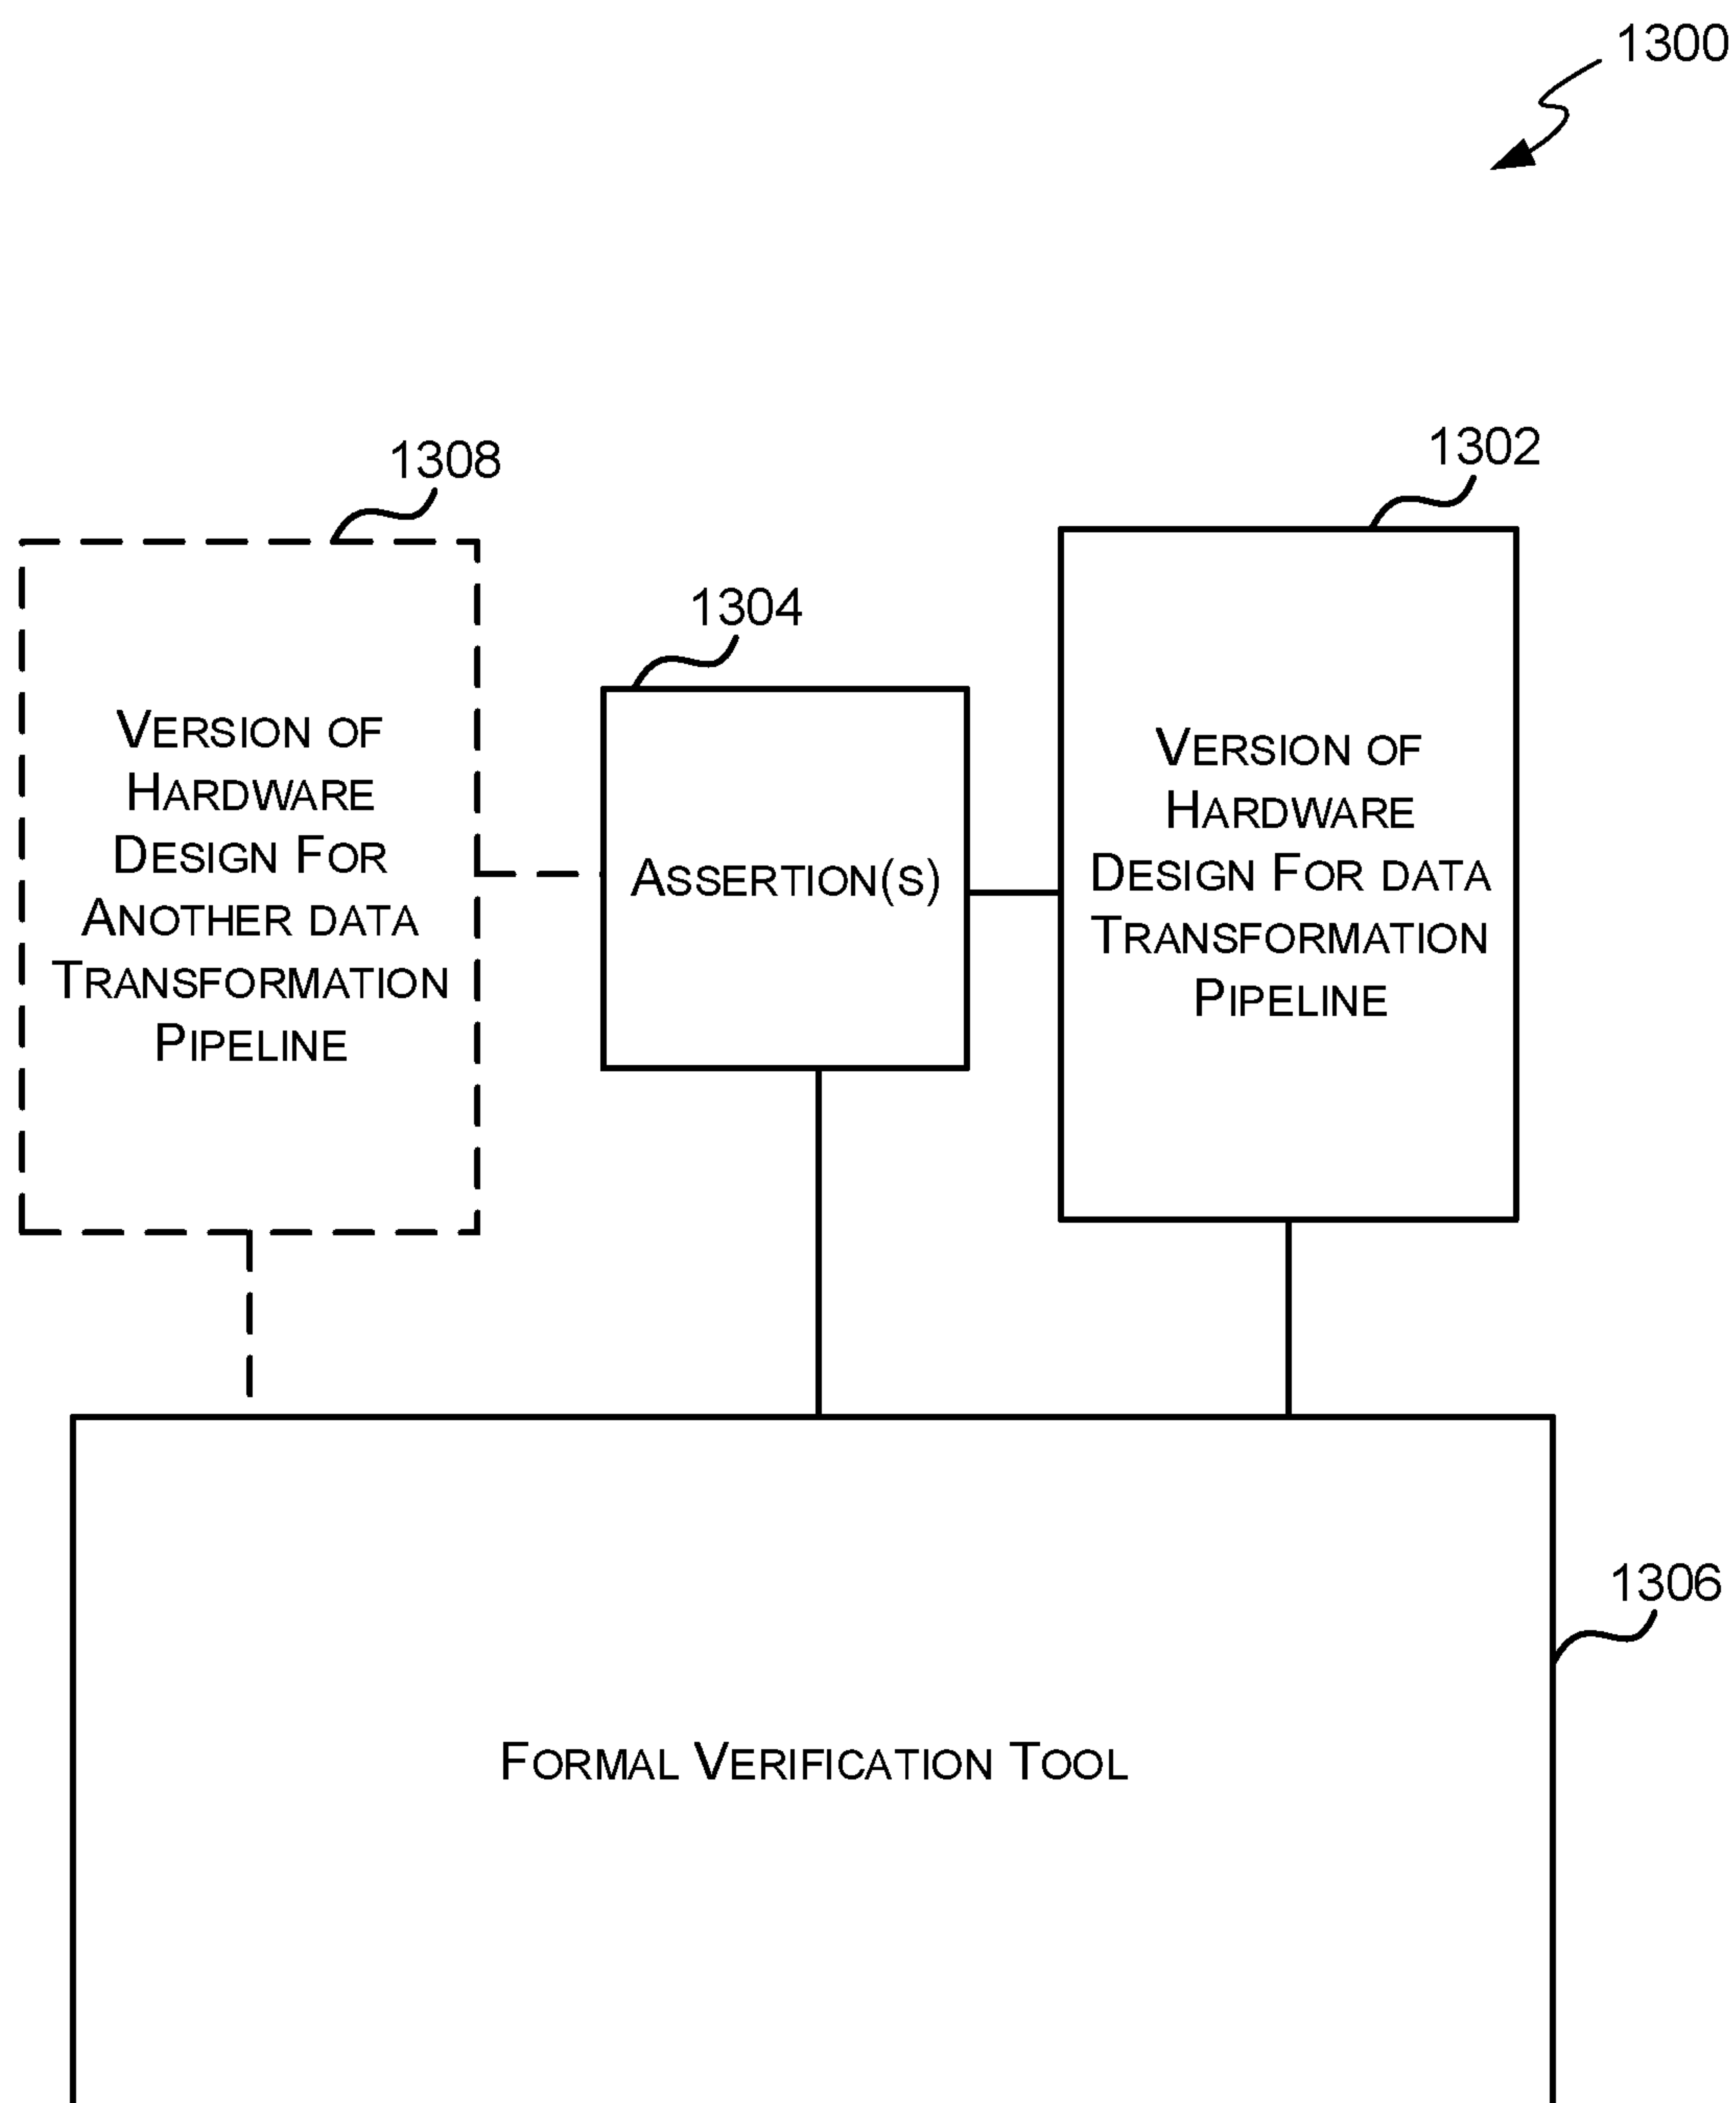 1300
1308
1302
1304
VERSION OF
HARDWARE
DESIGN FOR
ANOTHER DATA
TRANSFORMATION
PIPELINE
ASSERTION(S)
VERSION OF
HARDWARE
DESIGN FOR DATA
TRANSFORMATION
PIPELINE
1306
FORMAL VERIFICATION TOOL